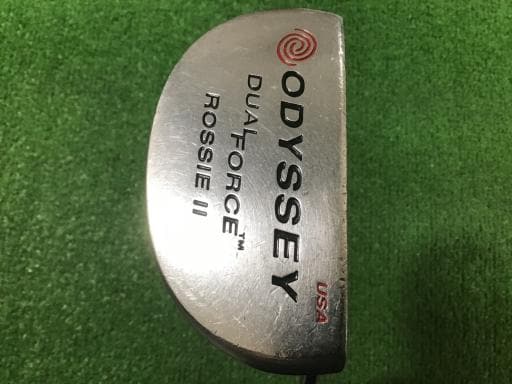 ODYSSEY
DUAL FORCE™
ROSSIE II
USA